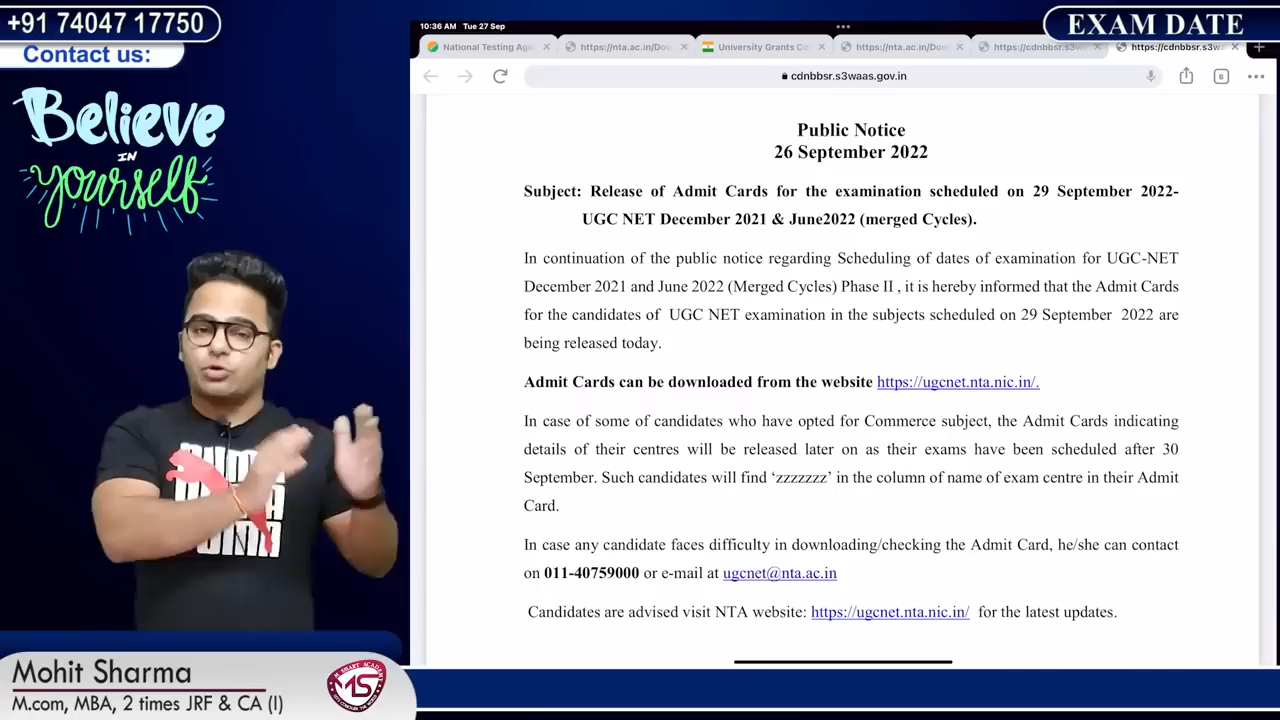 +91 74047 17750
Contact us:
EXAM DATE
10:36 AM Tue 27 Sep
National Testing Age
https://nta.ac.in/Dow
University Grants Co
https://nta.ac.in/Dow
https://cdnbbsr.s3w
https://cdnbbsr.s3wa
cdnbbsr.s3waas.gov.in
6
Believe
IN
yourself
Public Notice
26 September 2022
Subject: Release of Admit Cards for the examination scheduled on 29 September 2022-
UGC NET December 2021 & June2022 (merged Cycles).
In continuation of the public notice regarding Scheduling of dates of examination for UGC-NET
December 2021 and June 2022 (Merged Cycles) Phase II , it is hereby informed that the Admit Cards
for the candidates of UGC NET examination in the subjects scheduled on 29 September 2022 are
being released today.
Admit Cards can be downloaded from the website https://ugcnet.nta.nic.in/.
In case of some of candidates who have opted for Commerce subject, the Admit Cards indicating
details of their centres will be released later on as their exams have been scheduled after 30
September. Such candidates will find ‘zzzzzzz’ in the column of name of exam centre in their Admit
Card.
In case any candidate faces difficulty in downloading/checking the Admit Card, he/she can contact
on 011-40759000 or e-mail at ugcnet@nta.ac.in
Candidates are advised visit NTA website: https://ugcnet.nta.nic.in/ for the latest updates.
Mohit Sharma
M.com, MBA, 2 times JRF & CA (I)
MS